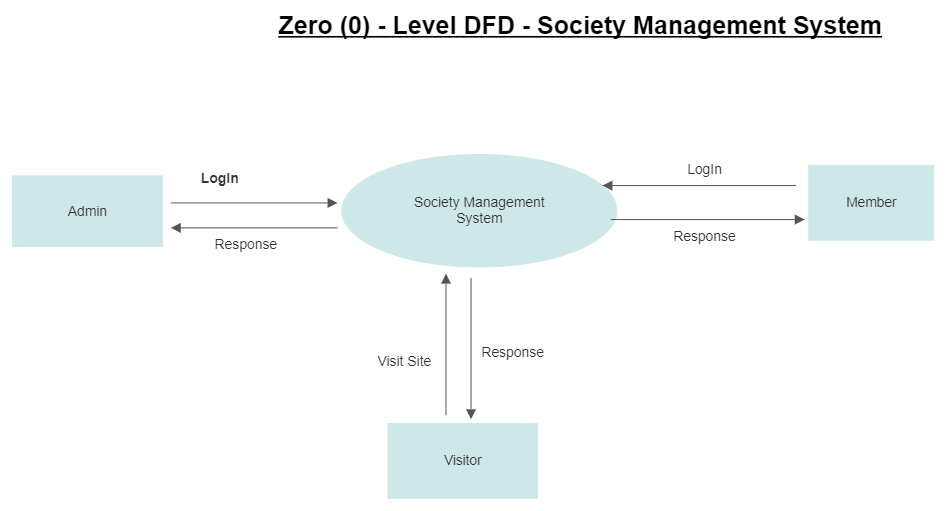 Zero (0) - Level DFD - Society Management System
LogIn
Admin
Response
Society Management
System
LogIn
Member
Response
Visit Site
Response
Visitor